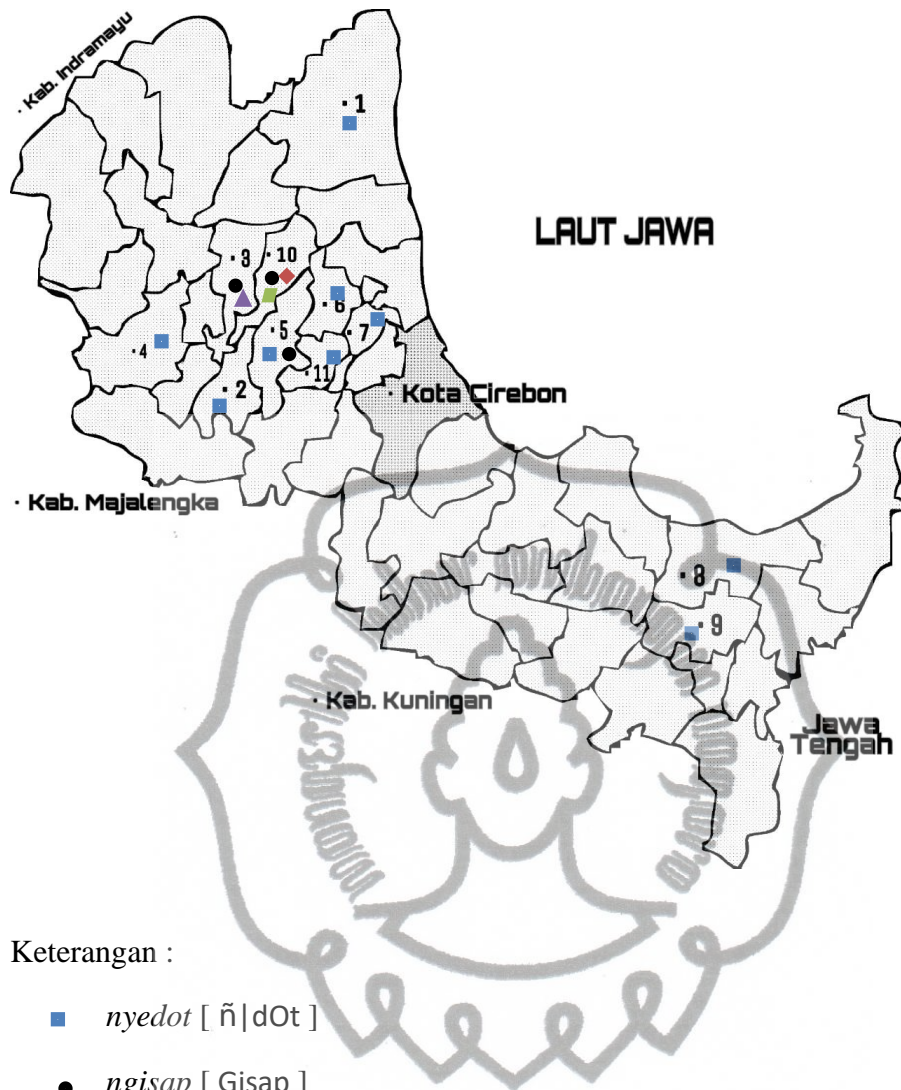 · Kab. Indramayu
· 1
LAUT JAWA
· 3
· 10
· 6
· 5
· 7
· 4
· 11
· 2
· Kota Cirebon
· Kab. Majalengka
· 8
· 9
· Kab. Kuningan
Jawa
Tengah
Keterangan :
nyedot [ ñ|dOt ]
ngisap [ Gisap ]